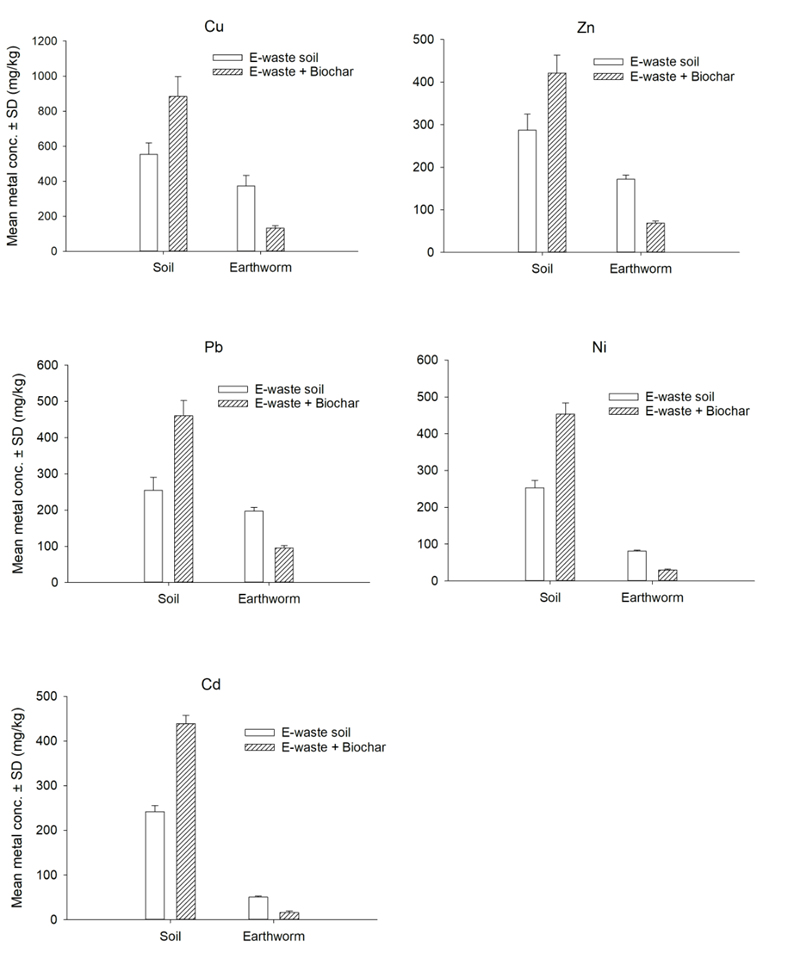 Cu
Mean metal conc. ± SD (mg/kg)
1200
1000
800
600
400
200
0
E-waste soil
E-waste + Biochar
Soil Earthworm
Zn
500
400
300
200
100
0
E-waste soil
E-waste + Biochar
Soil Earthworm
Pb
Mean metal conc. ± SD (mg/kg)
600
500
400
300
200
100
0
E-waste soil
E-waste + Biochar
Soil Earthworm
Ni
600
500
400
300
200
100
0
E-waste soil
E-waste + Biochar
Soil Earthworm
Cd
Mean metal conc. ± SD (mg/kg)
500
400
300
200
100
0
E-waste soil
E-waste + Biochar
Soil Earthworm